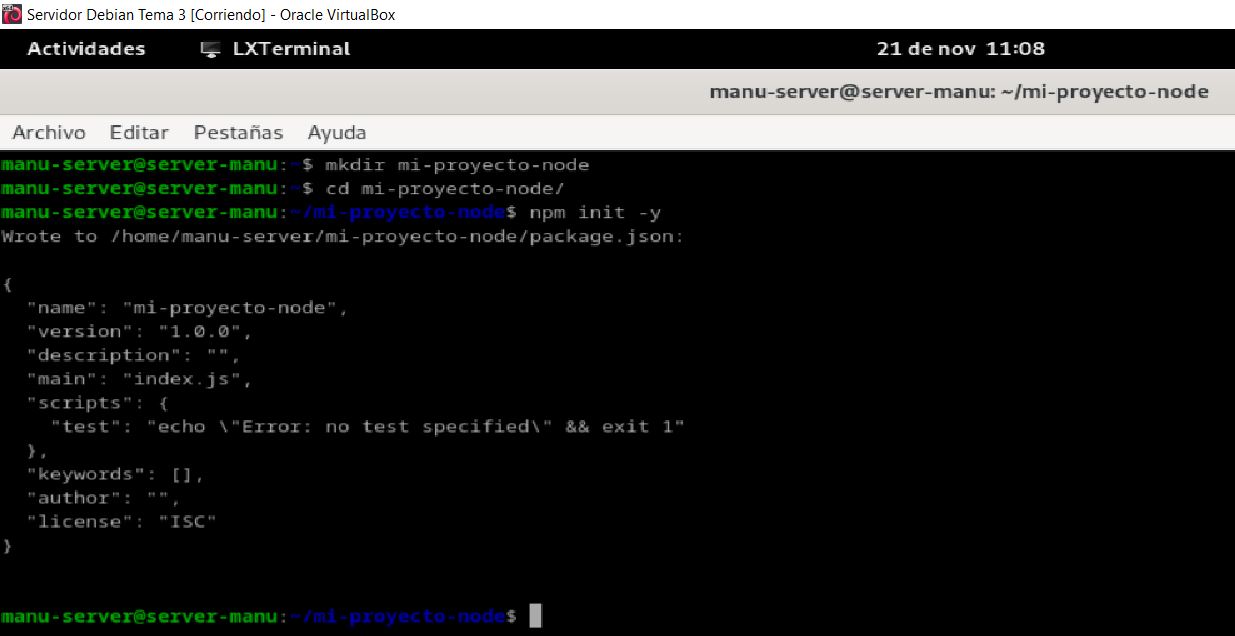 Servidor Debian Tema 3 [Corriendo] - Oracle VirtualBox
Actividades LXTerminal 21 de nov 11:08
manu-server@server-manu: ~/mi-proyecto-node
Archivo Editar Pestañas Ayuda
manu-server@server-manu:~$ mkdir mi-proyecto-node
manu-server@server-manu:~$ cd mi-proyecto-node/
manu-server@server-manu:~/mi-proyecto-node$ npm init -y
Wrote to /home/manu-server/mi-proyecto-node/package.json:
{
  "name": "mi-proyecto-node",
  "version": "1.0.0",
  "description": "",
  "main": "index.js",
  "scripts": {
    "test": "echo \"Error: no test specified\" && exit 1"
  },
  "keywords": [],
  "author": "",
  "license": "ISC"
}
manu-server@server-manu:~/mi-proyecto-node$